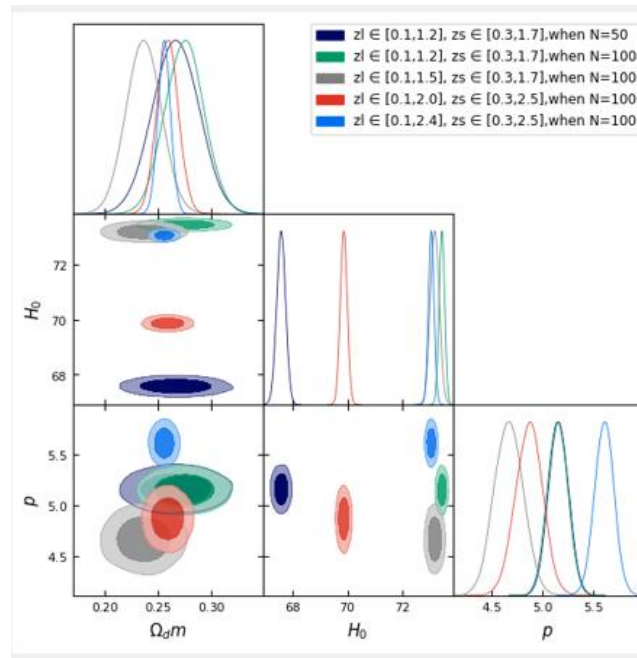 zl ∈ [0.1,1.2], zs ∈ [0.3,1.7],when N=50
zl ∈ [0.1,1.2], zs ∈ [0.3,1.7],when N=100
zl ∈ [0.1,1.5], zs ∈ [0.3,1.7],when N=100
zl ∈ [0.1,2.0], zs ∈ [0.3,2.5],when N=100
zl ∈ [0.1,2.4], zs ∈ [0.3,2.5],when N=100
72
70
68
H₀
5.5
5.0
4.5
p
0.20 0.25 0.30
Ω_dm
68 70 72
H₀
4.5 5.0 5.5
p